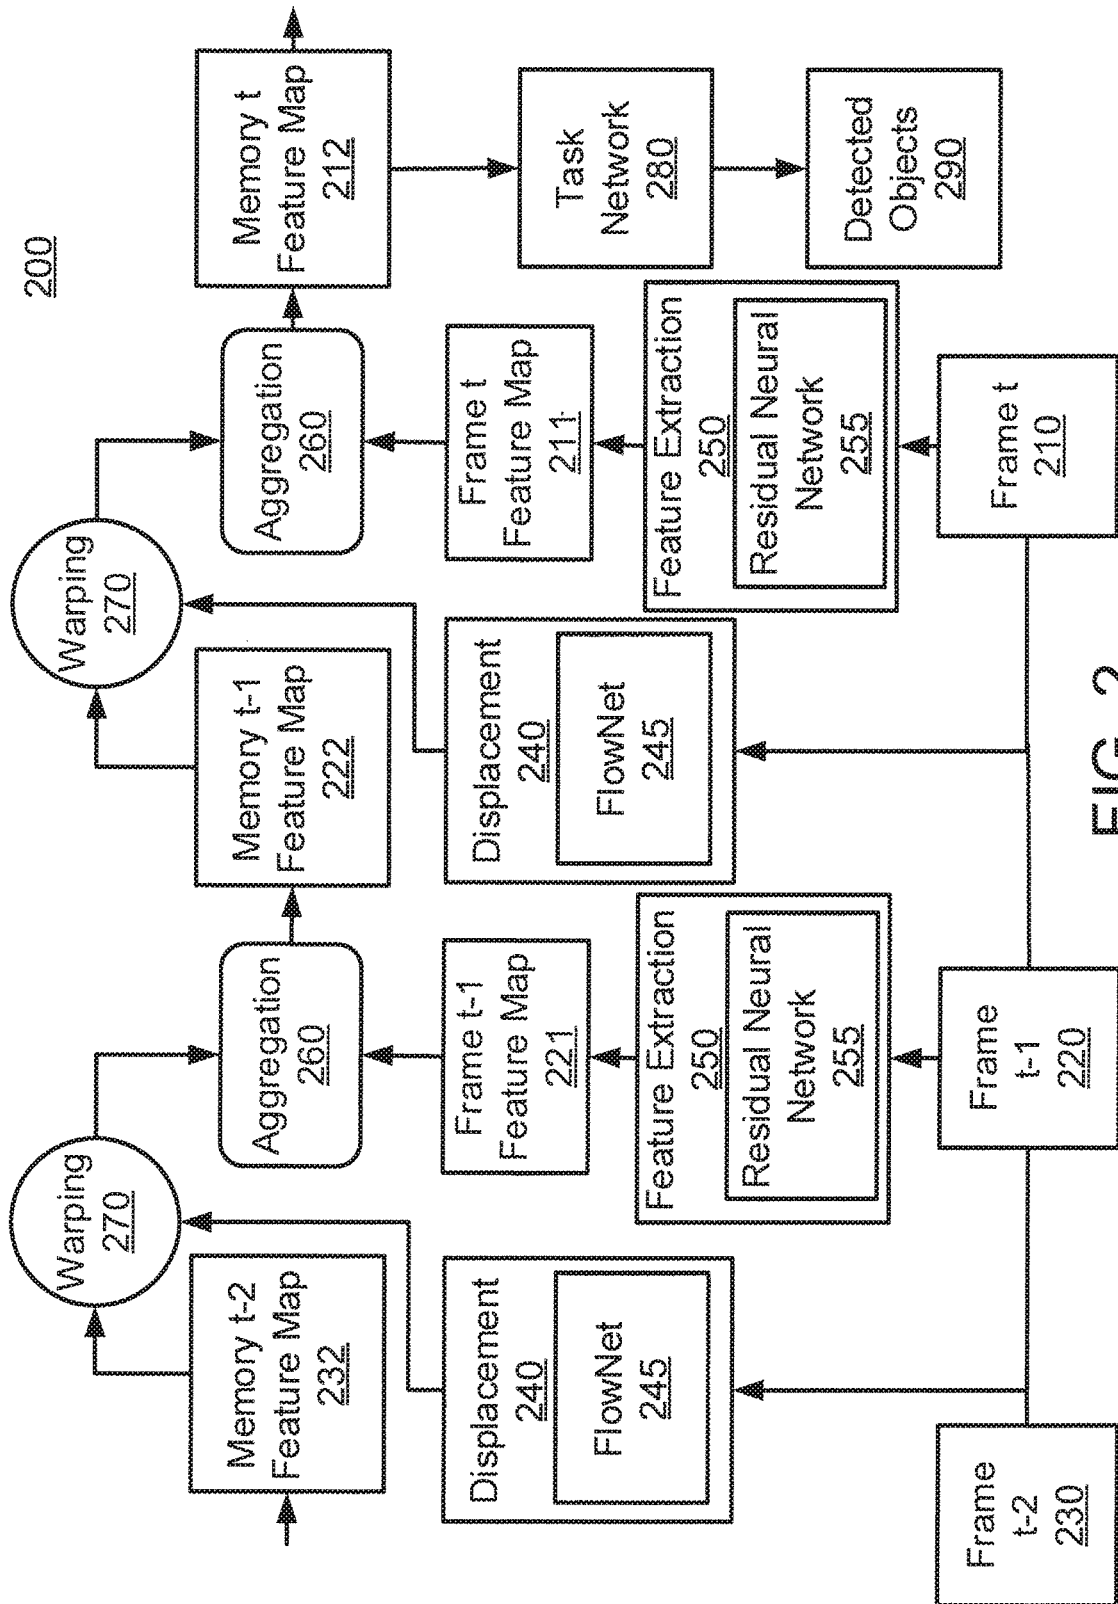 200
Warping
270
Warping
270
Memory t-2
Feature Map
232
Aggregation
260
Memory t-1
Feature Map
222
Aggregation
260
Memory t
Feature Map
212
Displacement
240
FlowNet
245
Frame t-1
Feature Map
221
Displacement
240
FlowNet
245
Frame t
Feature Map
211
Task
Network
280
Feature Extraction
250
Residual Neural
Network
255
Feature Extraction
250
Residual Neural
Network
255
Detected
Objects
290
Frame
t-2
230
Frame
t-1
220
Frame t
210
FIG. 2